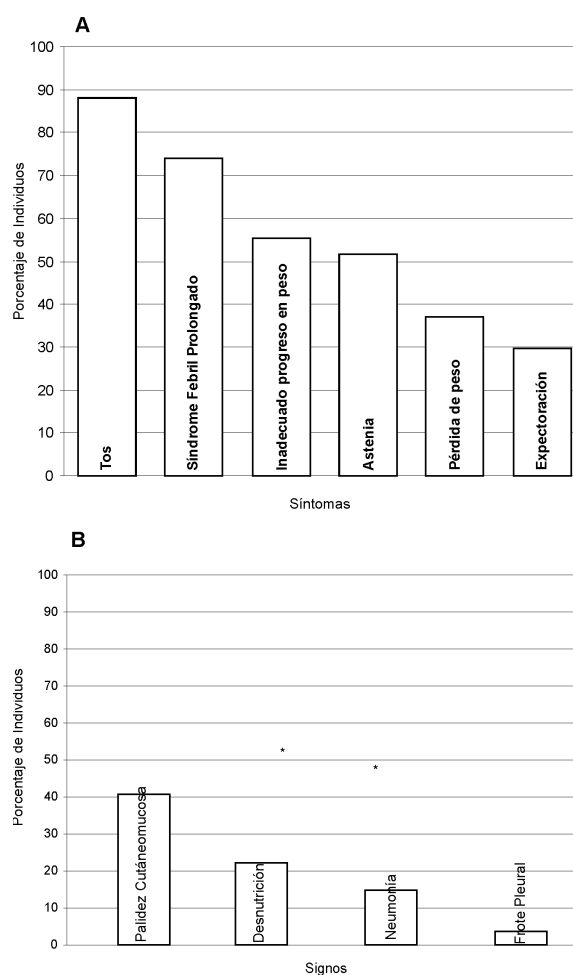 A
Porcentaje de Individuos
100
90
80
70
60
50
40
30
20
10
0
Tos
Síndrome Febril Prolongado
Inadecuado progreso en peso
Astenia
Pérdida de peso
Expectoración
Síntomas
B
Porcentaje de Individuos
100
90
80
70
60
50
40
30
20
10
0
*
*
Palidez Cutáneomucosa
Desnutrición
Neumonía
Frote Pleural
Signos